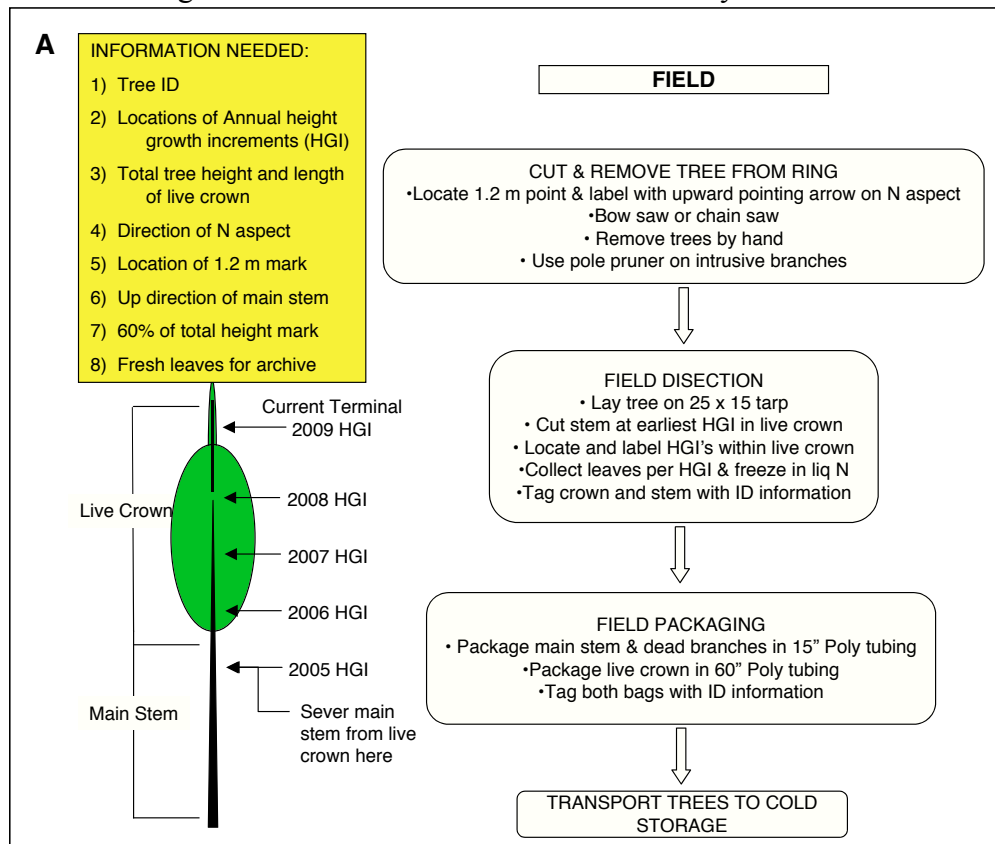 A
INFORMATION NEEDED:
1) Tree ID
2) Locations of Annual height
growth increments (HGI)
3) Total tree height and length
of live crown
4) Direction of N aspect
5) Location of 1.2 m mark
6) Up direction of main stem
7) 60% of total height mark
8) Fresh leaves for archive
Current Terminal
2009 HGI
2008 HGI
Live Crown
2007 HGI
2006 HGI
2005 HGI
Main Stem
Sever main
stem from live
crown here
FIELD
CUT & REMOVE TREE FROM RING
•Locate 1.2 m point & label with upward pointing arrow on N aspect
•Bow saw or chain saw
• Remove trees by hand
• Use pole pruner on intrusive branches
FIELD DISECTION
• Lay tree on 25 x 15 tarp
• Cut stem at earliest HGI in live crown
• Locate and label HGI's within live crown
•Collect leaves per HGI & freeze in liq N
•Tag crown and stem with ID information
FIELD PACKAGING
• Package main stem & dead branches in 15" Poly tubing
•Package live crown in 60" Poly tubing
• Tag both bags with ID information
TRANSPORT TREES TO COLD
STORAGE